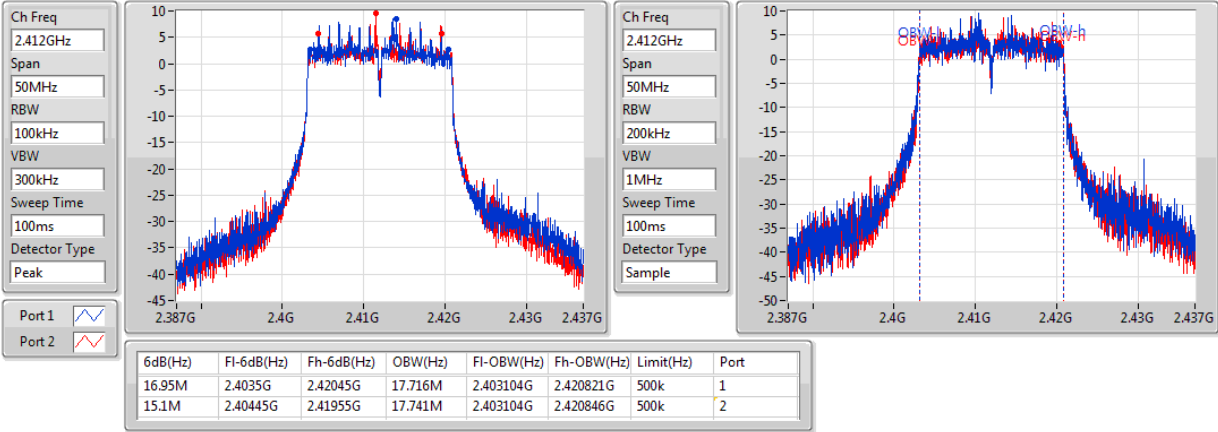 Ch Freq
2.412GHz
Span
50MHz
RBW
100kHz
VBW
300kHz
Sweep Time
100ms
Detector Type
Peak
Port 1
Port 2
10
5
0
-5
-10
-15
-20
-25
-30
-35
-40
-45
2.387G 2.4G 2.41G 2.42G 2.43G 2.437G
Ch Freq
2.412GHz
Span
50MHz
RBW
200kHz
VBW
1MHz
Sweep Time
100ms
Detector Type
Sample
10
5
0
-5
-10
-15
-20
-25
-30
-35
-40
-45
-50
OBW-h
2.387G 2.4G 2.41G 2.42G 2.43G 2.437G
6dB(Hz) Fl-6dB(Hz) Fh-6dB(Hz) OBW(Hz) Fl-OBW(Hz) Fh-OBW(Hz) Limit(Hz) Port
16.95M 2.4035G 2.42045G 17.716M 2.403104G 2.420821G 500k 1
15.1M 2.40445G 2.41955G 17.741M 2.403104G 2.420846G 500k 2